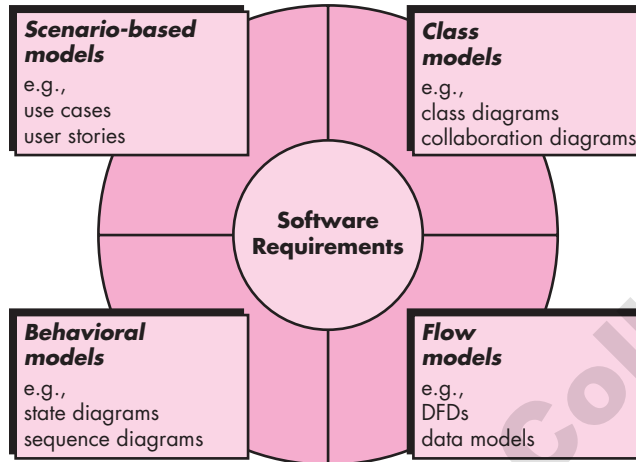 Scenario-based
models
e.g.,
use cases
user stories
Class
models
e.g.,
class diagrams
collaboration diagrams
Software
Requirements
Behavioral
models
e.g.,
state diagrams
sequence diagrams
Flow
models
e.g.,
DFDs
data models